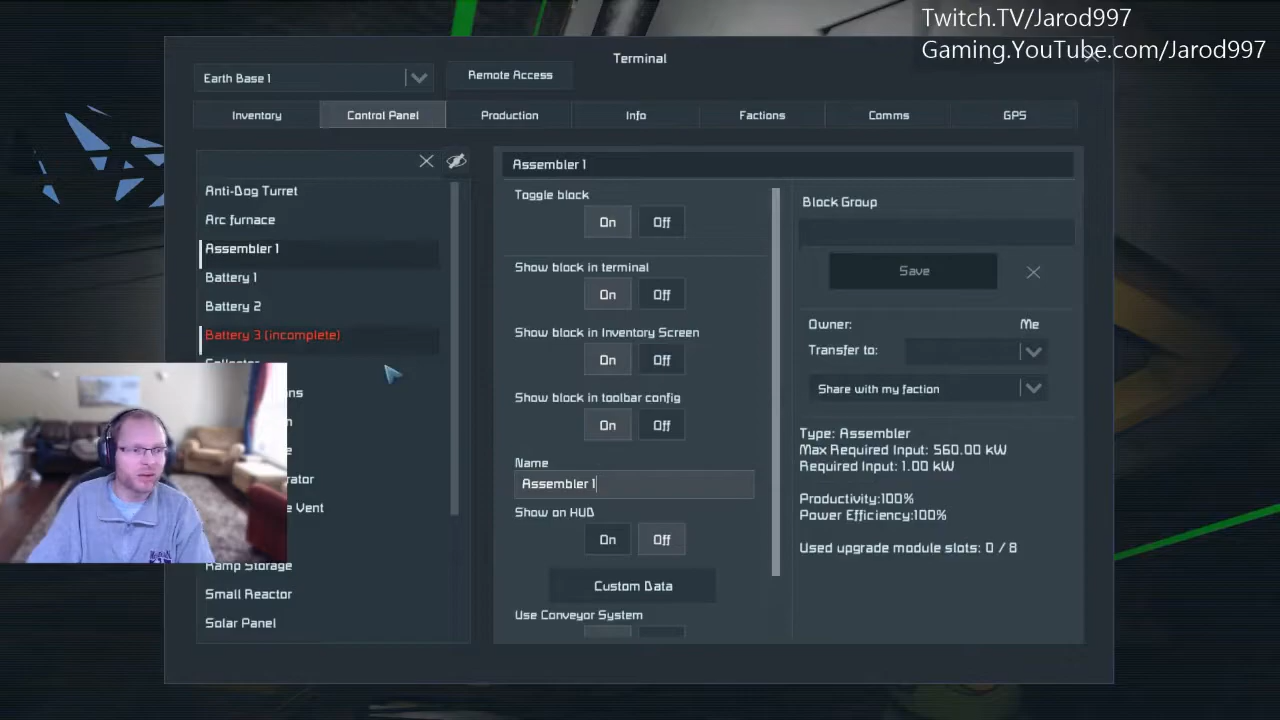 Twitch.TV/Jarod997
Gaming.YouTube.com/Jarod997
Terminal
Earth Base 1
Remote Access
Inventory
Control Panel
Production
Info
Factions
Comms
GPS
Anti-Dog Turret
Arc furnace
Assembler 1
Battery 1
Battery 2
Battery 3 (incomplete)
Ramp Storage
Small Reactor
Solar Panel
Assembler 1
Toggle block
On Off
Show block in terminal
On Off
Show block in Inventory Screen
On Off
Show block in toolbar config
On Off
Name
Assembler 1
Show on HUD
On Off
Custom Data
Use Conveyor System
Block Group
Save
Owner: Me
Transfer to:
Share with my faction
Type: Assembler
Max Required Input: 560.00 kW
Required Input: 1.00 kW
Productivity:100%
Power Efficiency:100%
Used upgrade module slots: 0 / 8